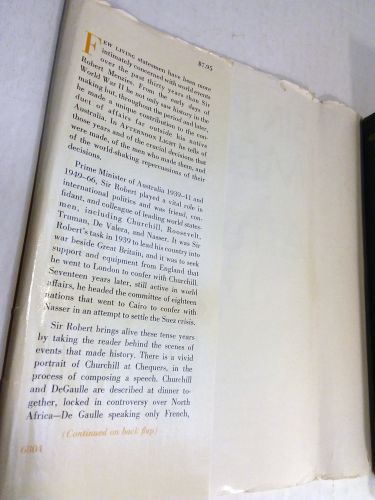 $7.95
FEW LIVING statesmen have been more
intimately concerned with world events
over the past thirty years than Sir
Robert Menzies. From the early days of
World War II he not only saw history in the
making but, throughout the period and later,
he made a unique contribution to the con-
duct of affairs far outside his native
Australia. In AFTERNOON LIGHT he tells of
those years and of the crucial decisions that
were made, of the men who made them, and
of the world-shaping repercussions of their
decisions.
Prime Minister of Australia 1939–41 and
1949–66, Sir Robert played a vital role in
international politics and was friend, con-
fidant, and colleague of leading world states-
men, including Churchill, Roosevelt,
Truman, De Valera, and Nasser. It was Sir
Robert's task in 1939 to lead his country into
war beside Great Britain, and it was to seek
support and equipment from England that
he went to London to confer with Churchill.
Seventeen years later, still active in world
affairs, he headed the committee of eighteen
nations that went to Cairo to confer with
Nasser in an attempt to settle the Suez crisis.
Sir Robert brings alive these tense years
by taking the reader behind the scenes of
events that made history. There is a vivid
portrait of Churchill at Chequers, in the
process of composing a speech. Churchill
and DeGaulle are described at dinner to-
gether, locked in controversy over North
Africa—De Gaulle speaking only French,
(Continued on back flap)
6804